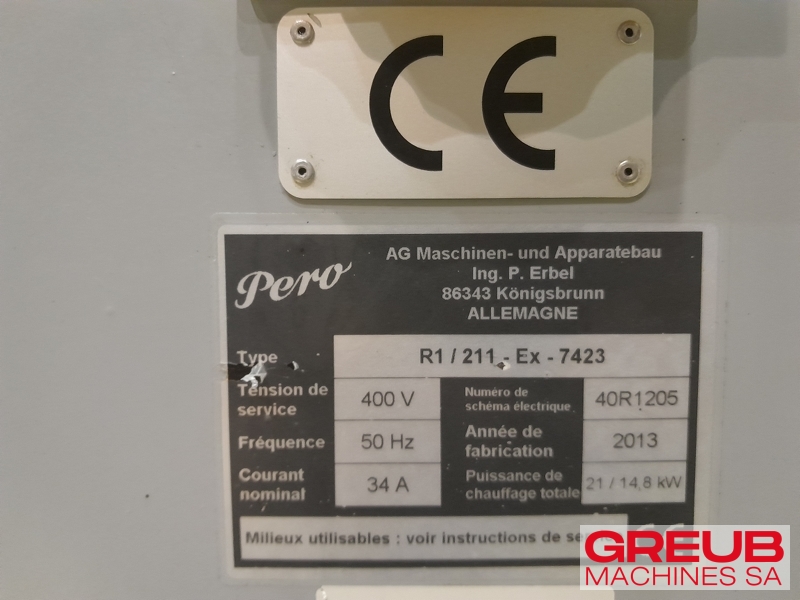 CE
Pero
AG Maschinen- und Apparatebau
Ing. P. Erbel
86343 Königsbrunn
ALLEMAGNE
Type R1 / 211 - Ex - 7423
Tension de service 400 V Numéro de schéma électrique 40R1205
Fréquence 50 Hz Année de fabrication 2013
Courant nominal 34 A Puissance de chauffage totale 21 / 14,8 kW
Milieux utilisables : voir instructions de
GREUB
MACHINES SA